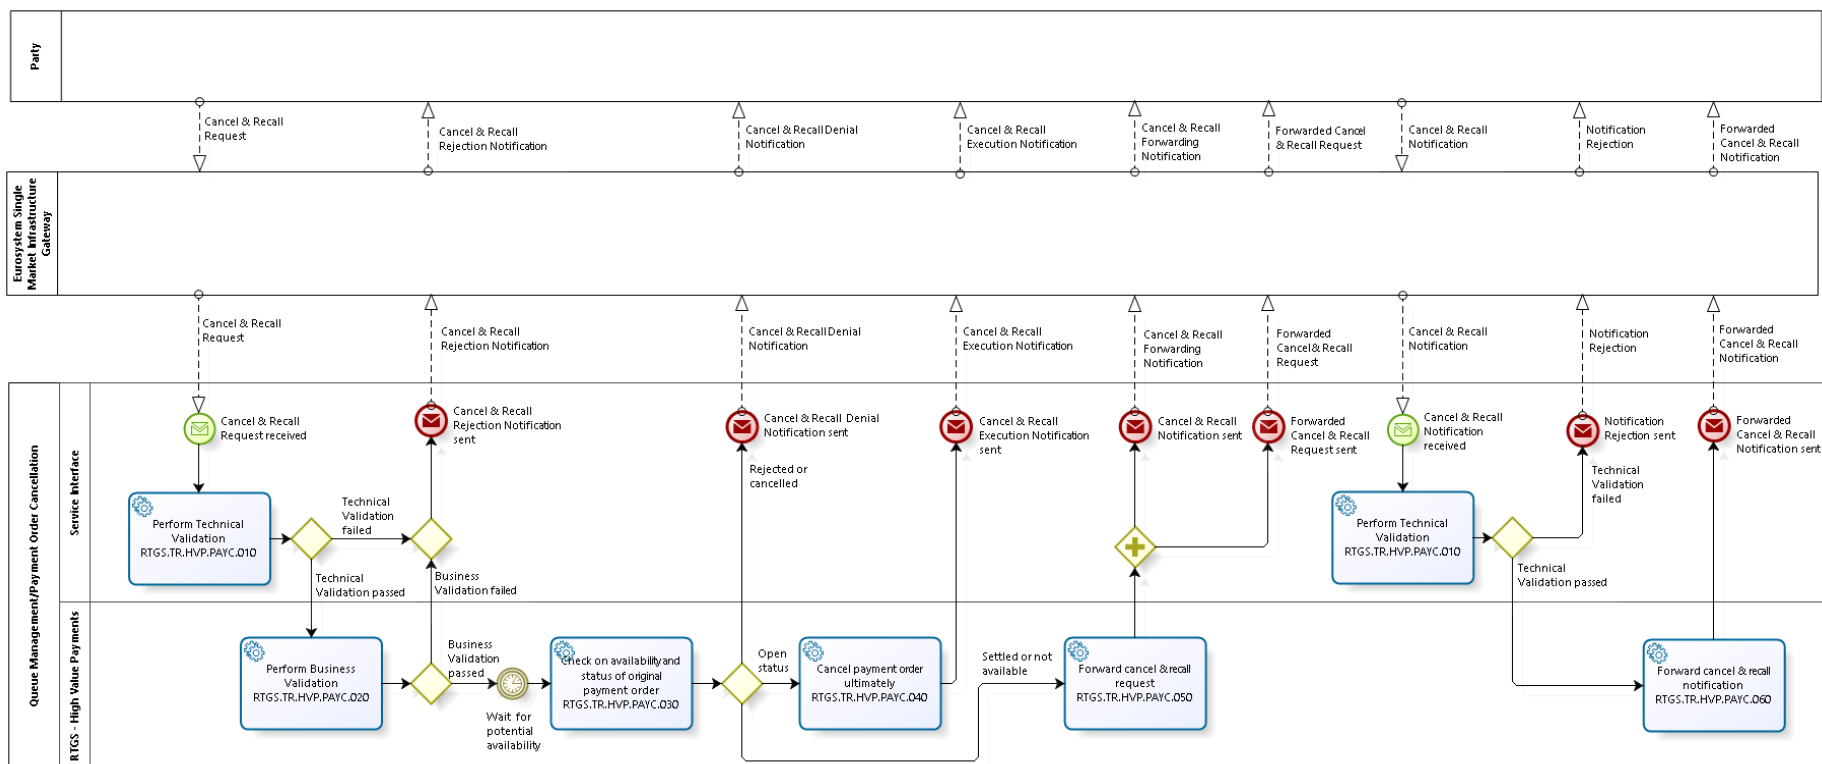 Party
Cancel & Recall
Request
Cancel & Recall
Rejection Notification
Cancel & Recall Denial
Notification
Cancel & Recall
Execution Notification
Cancel & Recall
Forwarding
Notification
Forwarded Cancel
& Recall Request
Cancel & Recall
Notification
Notification
Rejection
Forwarded
Cancel & Recall
Notification
Eurosystem Single
Market Infrastructure
Gateway
Cancel & Recall
Request
Cancel & Recall
Rejection Notification
Cancel & Recall Denial
Notification
Cancel & Recall
Execution Notification
Cancel & Recall
Forwarding
Notification
Forwarded
Cancel & Recall
Request
Cancel & Recall
Notification
Notification
Rejection
Forwarded
Cancel & Recall
Notification
Queue Management/Payment Order Cancellation
Service Interface
Cancel & Recall
Request received
Cancel & Recall
Rejection Notification
sent
Cancel & Recall Denial
Notification sent
Cancel & Recall
Execution Notification
sent
Cancel & Recall
Notification sent
Forwarded
Cancel & Recall
Request sent
Cancel & Recall
Notification
received
Notification
Rejection sent
Forwarded
Cancel & Recall
Notification sent
Rejected or
cancelled
Technical
Validation
failed
Perform Technical
Validation
RTGS.TR.HVP.PAYC.010
Technical
Validation
failed
Perform Technical
Validation
RTGS.TR.HVP.PAYC.010
Technical
Validation passed
Business
Validation failed
Technical
Validation passed
RTGS - High Value Payments
Perform Business
Validation
RTGS.TR.HVP.PAYC.020
Business
Validation
passed
Wait for
potential
availability
Check on availability and
status of original
payment order
RTGS.TR.HVP.PAYC.030
Open
status
Cancel payment order
ultimately
RTGS.TR.HVP.PAYC.040
Settled or not
available
Forward cancel & recall
request
RTGS.TR.HVP.PAYC.050
Forward cancel & recall
notification
RTGS.TR.HVP.PAYC.060